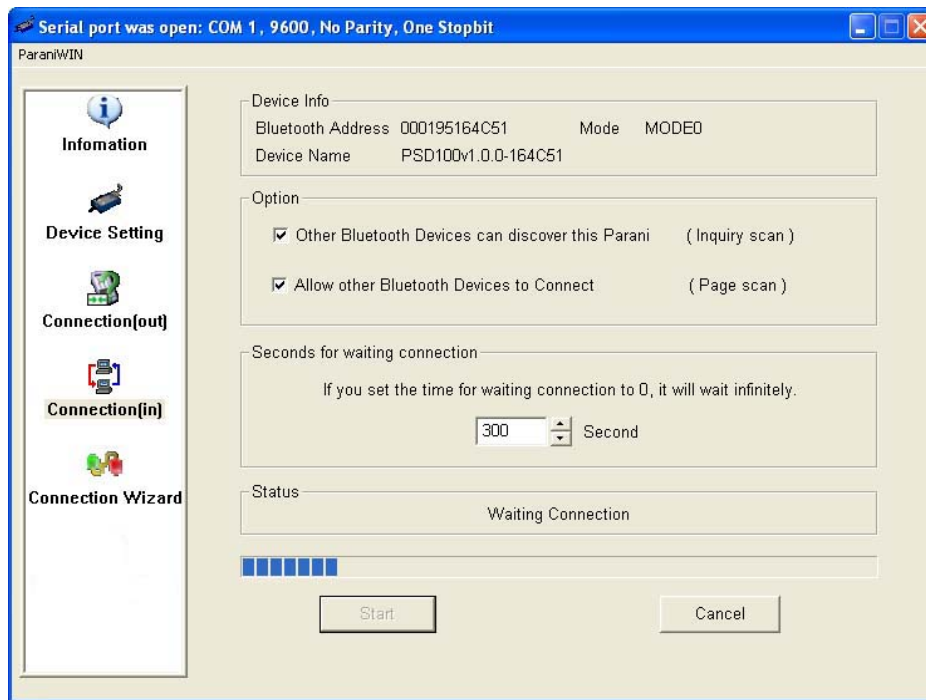 Serial port was open: COM 1, 9600, No Parity, One Stopbit
ParaniWIN
Infomation
Device Setting
Connection(out)
Connection(in)
Connection Wizard
Device Info
Bluetooth Address 000195164C51 Mode MODE0
Device Name PSD100v1.0.0-164C51
Option
Other Bluetooth Devices can discover this Parani ( Inquiry scan )
Allow other Bluetooth Devices to Connect ( Page scan )
Seconds for waiting connection
If you set the time for waiting connection to 0, it will wait infinitely.
300 Second
Status
Waiting Connection
Start Cancel